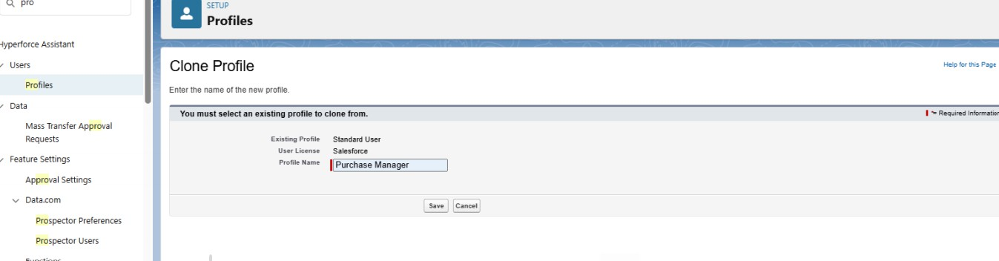 pro
SETUP
Profiles
Hyperforce Assistant
Users
Profiles
Data
Mass Transfer Approval
Requests
Feature Settings
Approval Settings
Data.com
Prospector Preferences
Prospector Users
Functions
Clone Profile
Help for this Page
Enter the name of the new profile.
You must select an existing profile to clone from.
= Required Information
Existing Profile Standard User
User License Salesforce
Profile Name Purchase Manager
Save Cancel